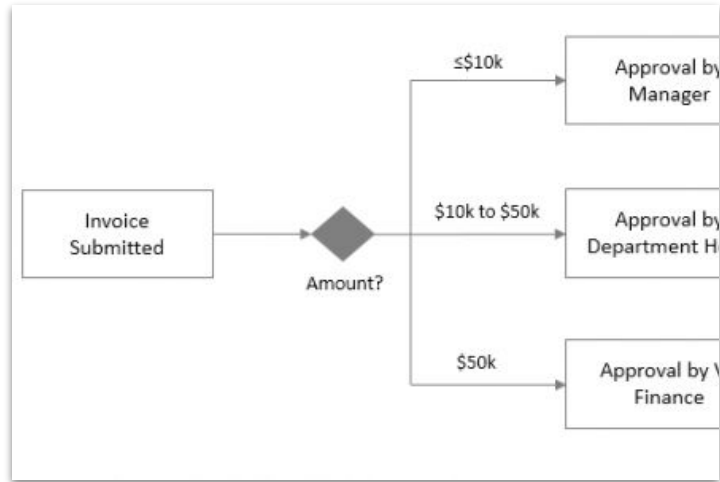 ≤$10k
Approval by
Manager
Invoice
Submitted
$10k to $50k
Approval by
Department
Amount?
$50k
Approval by
Finance